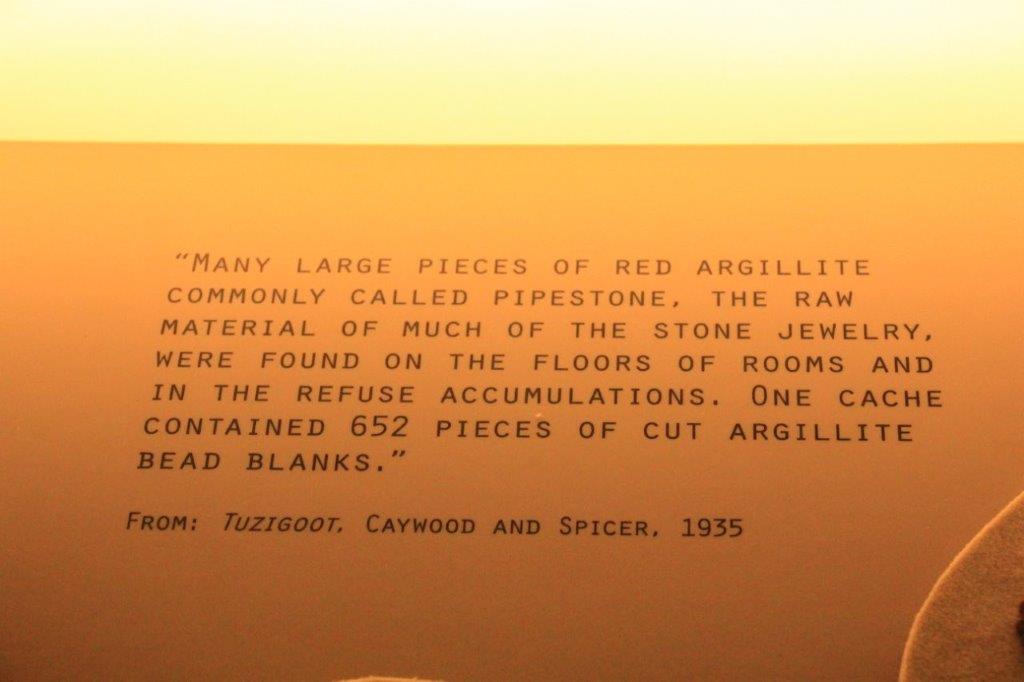 “MANY LARGE PIECES OF RED ARGILLITE
COMMONLY CALLED PIPESTONE, THE RAW
MATERIAL OF MUCH OF THE STONE JEWELRY,
WERE FOUND ON THE FLOORS OF ROOMS AND
IN THE REFUSE ACCUMULATIONS. ONE CACHE
CONTAINED 652 PIECES OF CUT ARGILLITE
BEAD BLANKS.”
FROM: TUZIGOOT, CAYWOOD AND SPICER, 1935